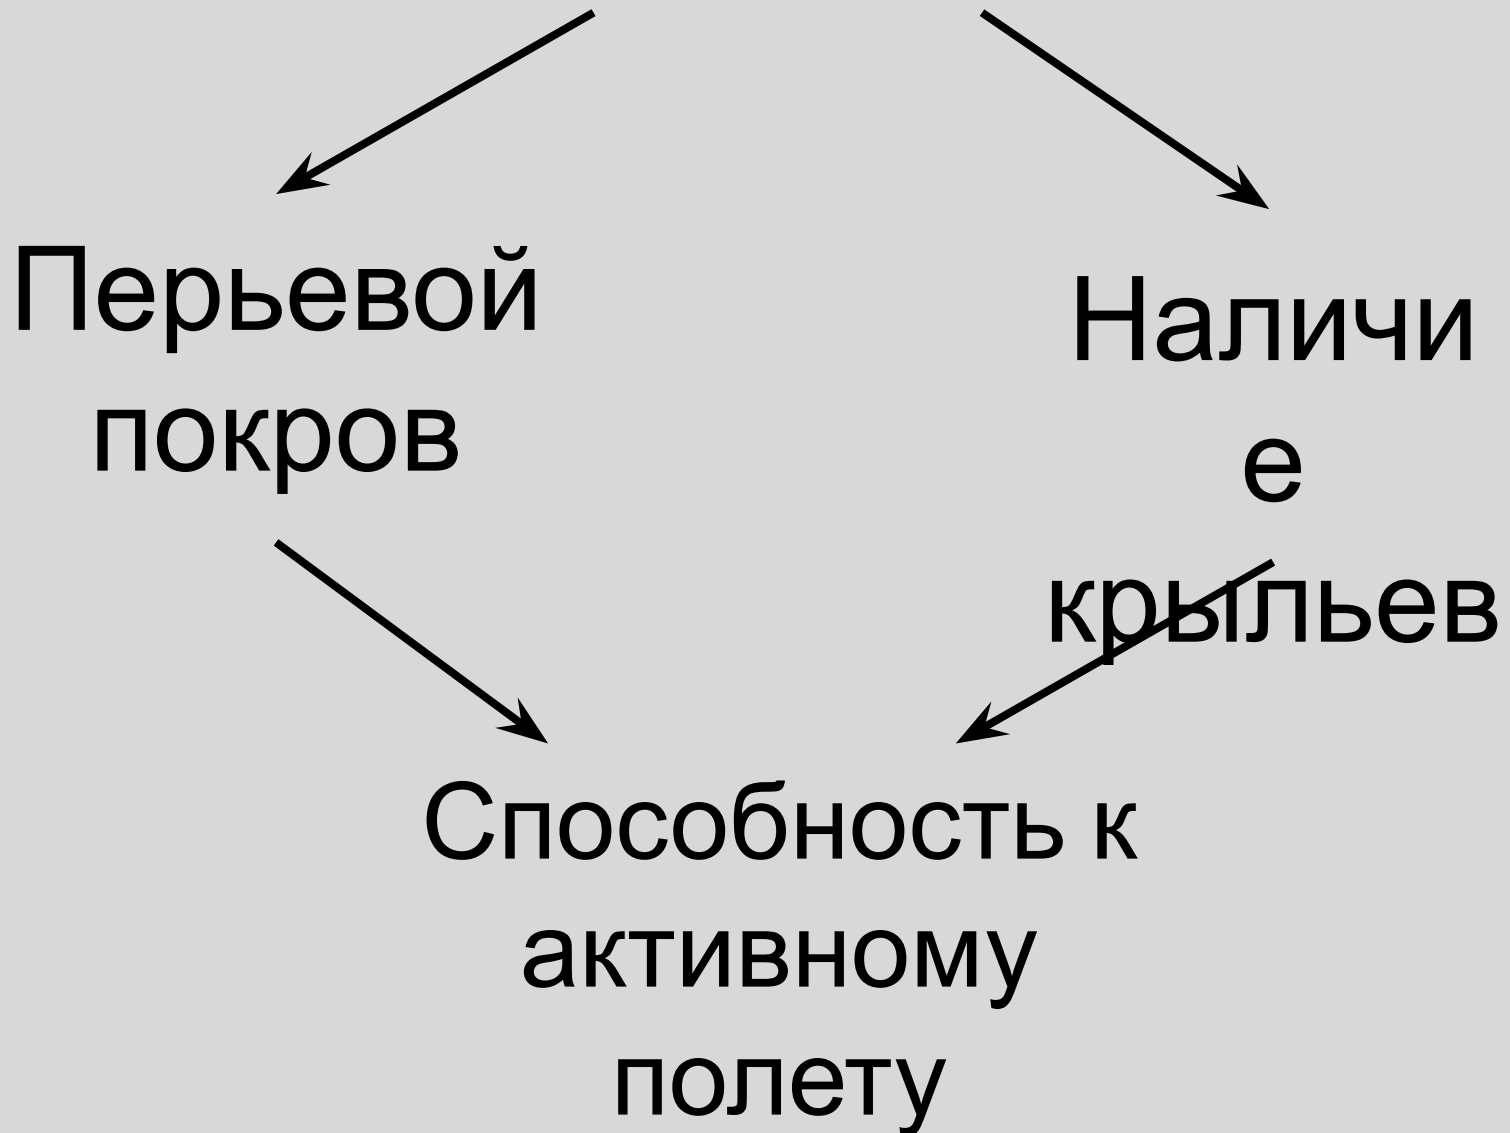 Перьевой
покров
Наличи
е
крыльев
Способность к
активному
полету